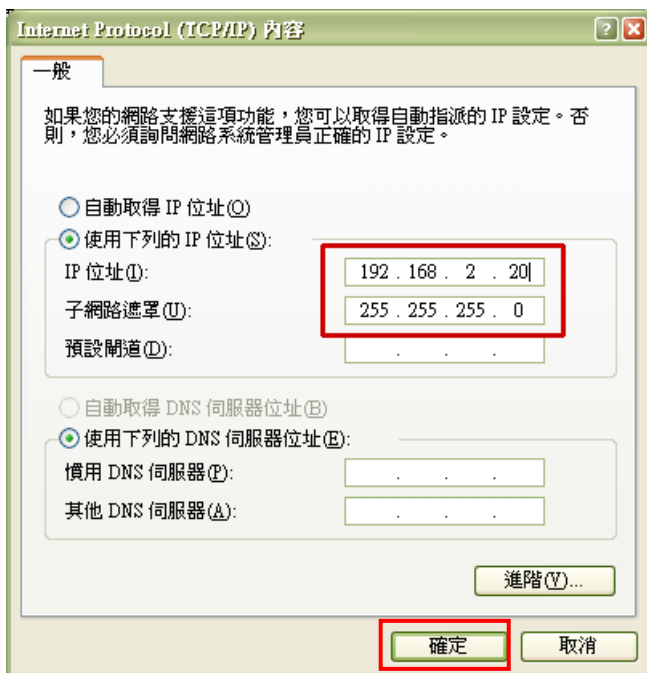 Internet Protocol (TCP/IP) 內容
一般
如果您的網路支援這項功能，您可以取得自動指派的 IP 設定。否
則，您必須詢問網路系統管理員正確的 IP 設定。
自動取得 IP 位址(O)
使用下列的 IP 位址(S):
IP 位址(I): 192 . 168 . 2 . 20
子網路遮罩(U): 255 . 255 . 255 . 0
預設閘道(D): . . .
自動取得 DNS 伺服器位址(B)
使用下列的 DNS 伺服器位址(E):
慣用 DNS 伺服器(P): . . .
其他 DNS 伺服器(A): . . .
進階(V)...
確定 取消